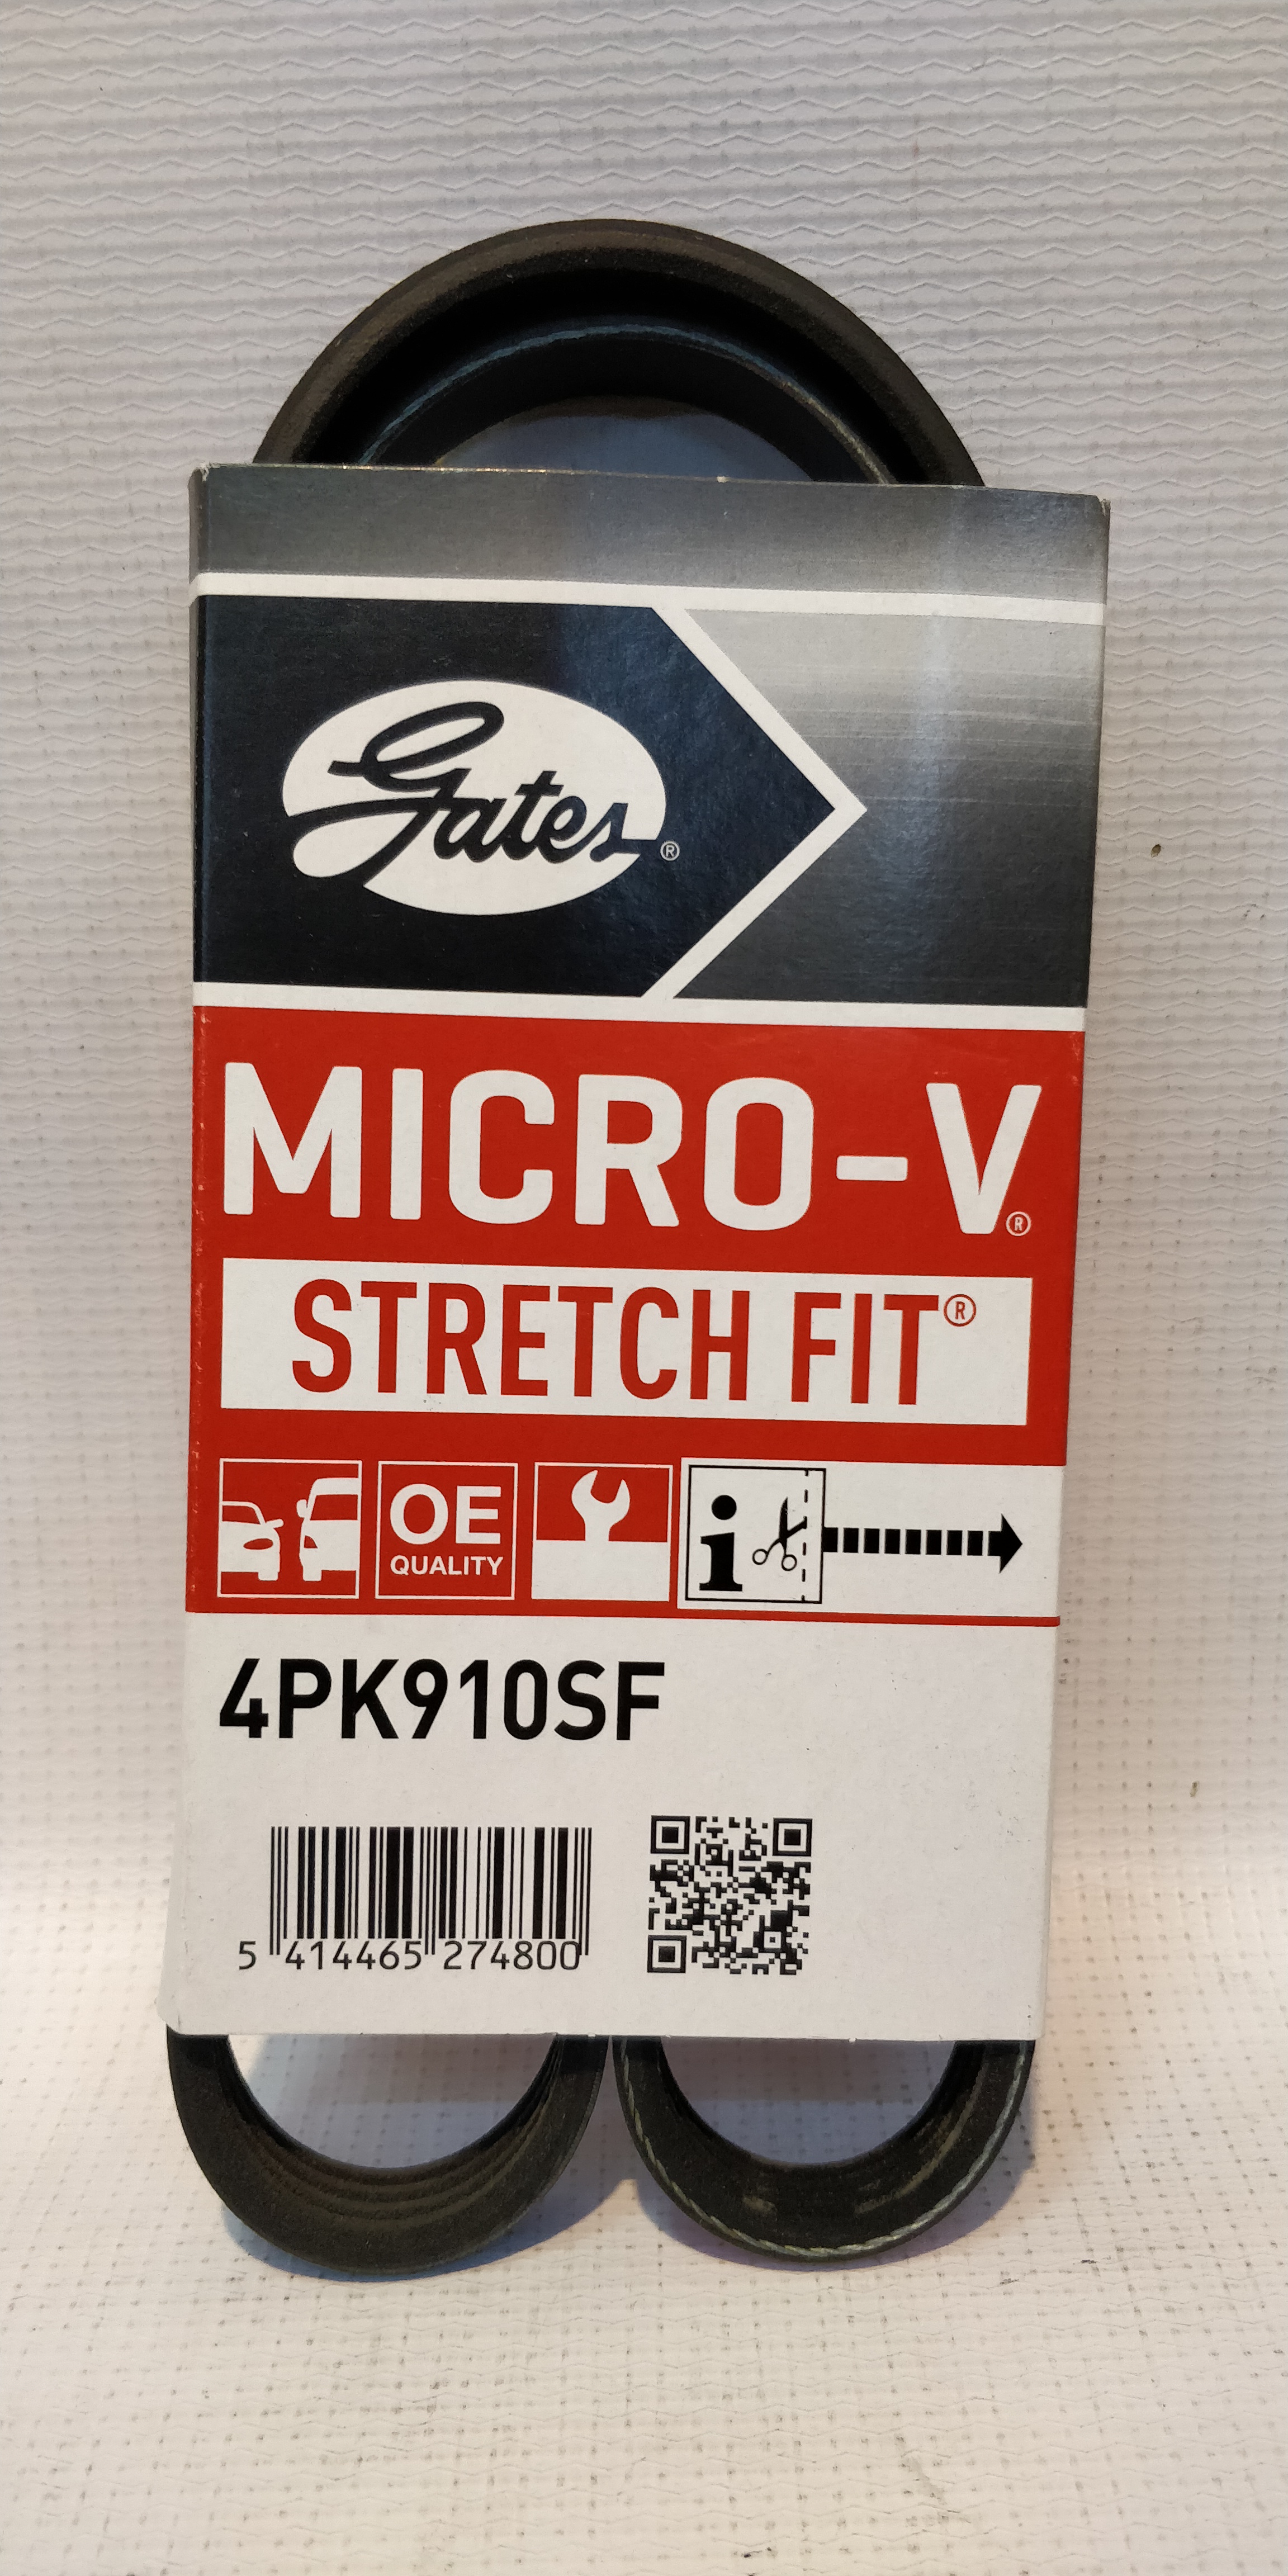 Gates®
MICRO-V®
STRETCH FIT®
OE
QUALITY
i
4PK910SF
5 414465 274800